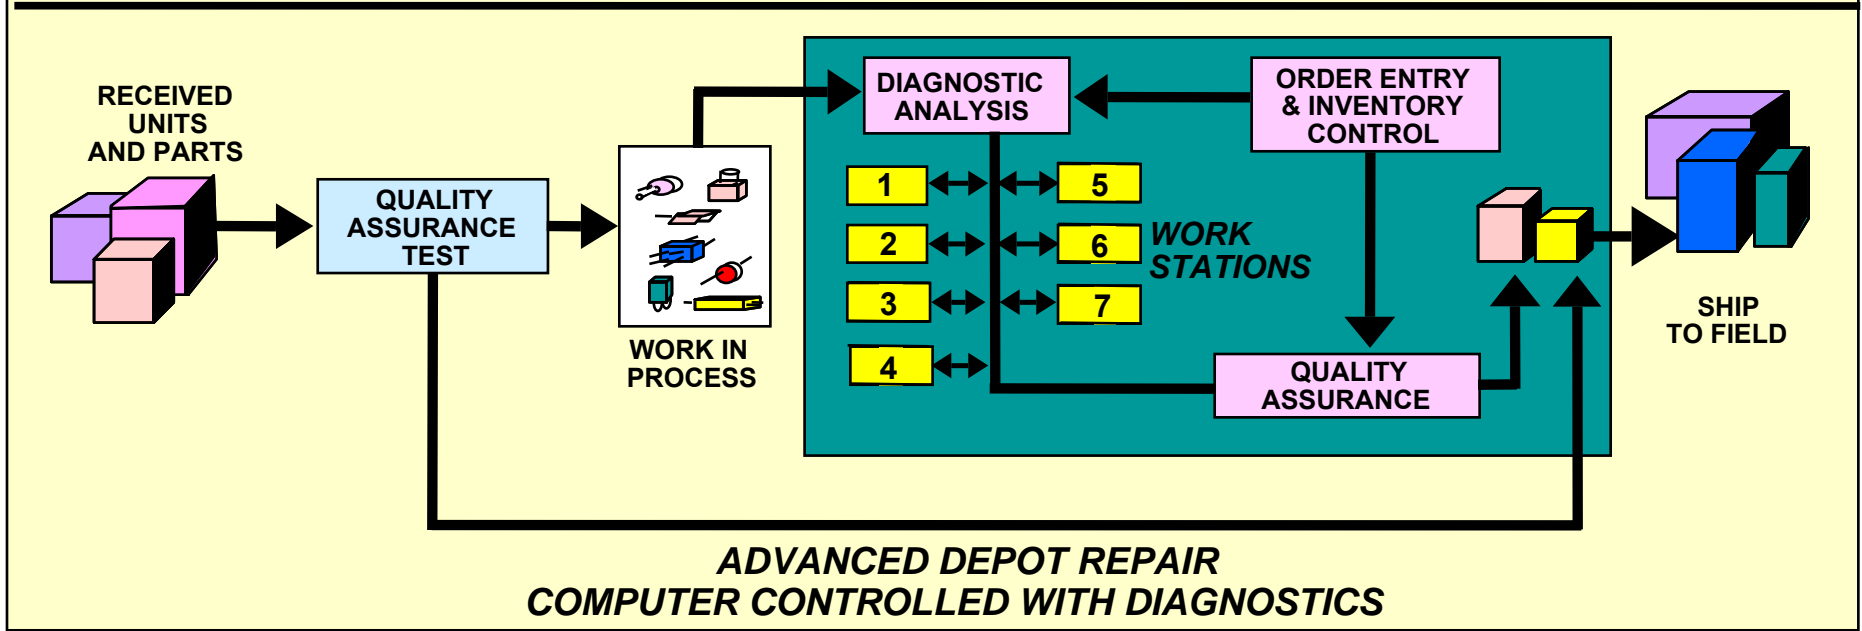 RECEIVED
UNITS
AND PARTS
QUALITY
ASSURANCE
TEST
WORK IN
PROCESS
DIAGNOSTIC
ANALYSIS
ORDER ENTRY
& INVENTORY
CONTROL
1
2
3
4
5
6
7
WORK
STATIONS
QUALITY
ASSURANCE
SHIP
TO FIELD
ADVANCED DEPOT REPAIR
COMPUTER CONTROLLED WITH DIAGNOSTICS